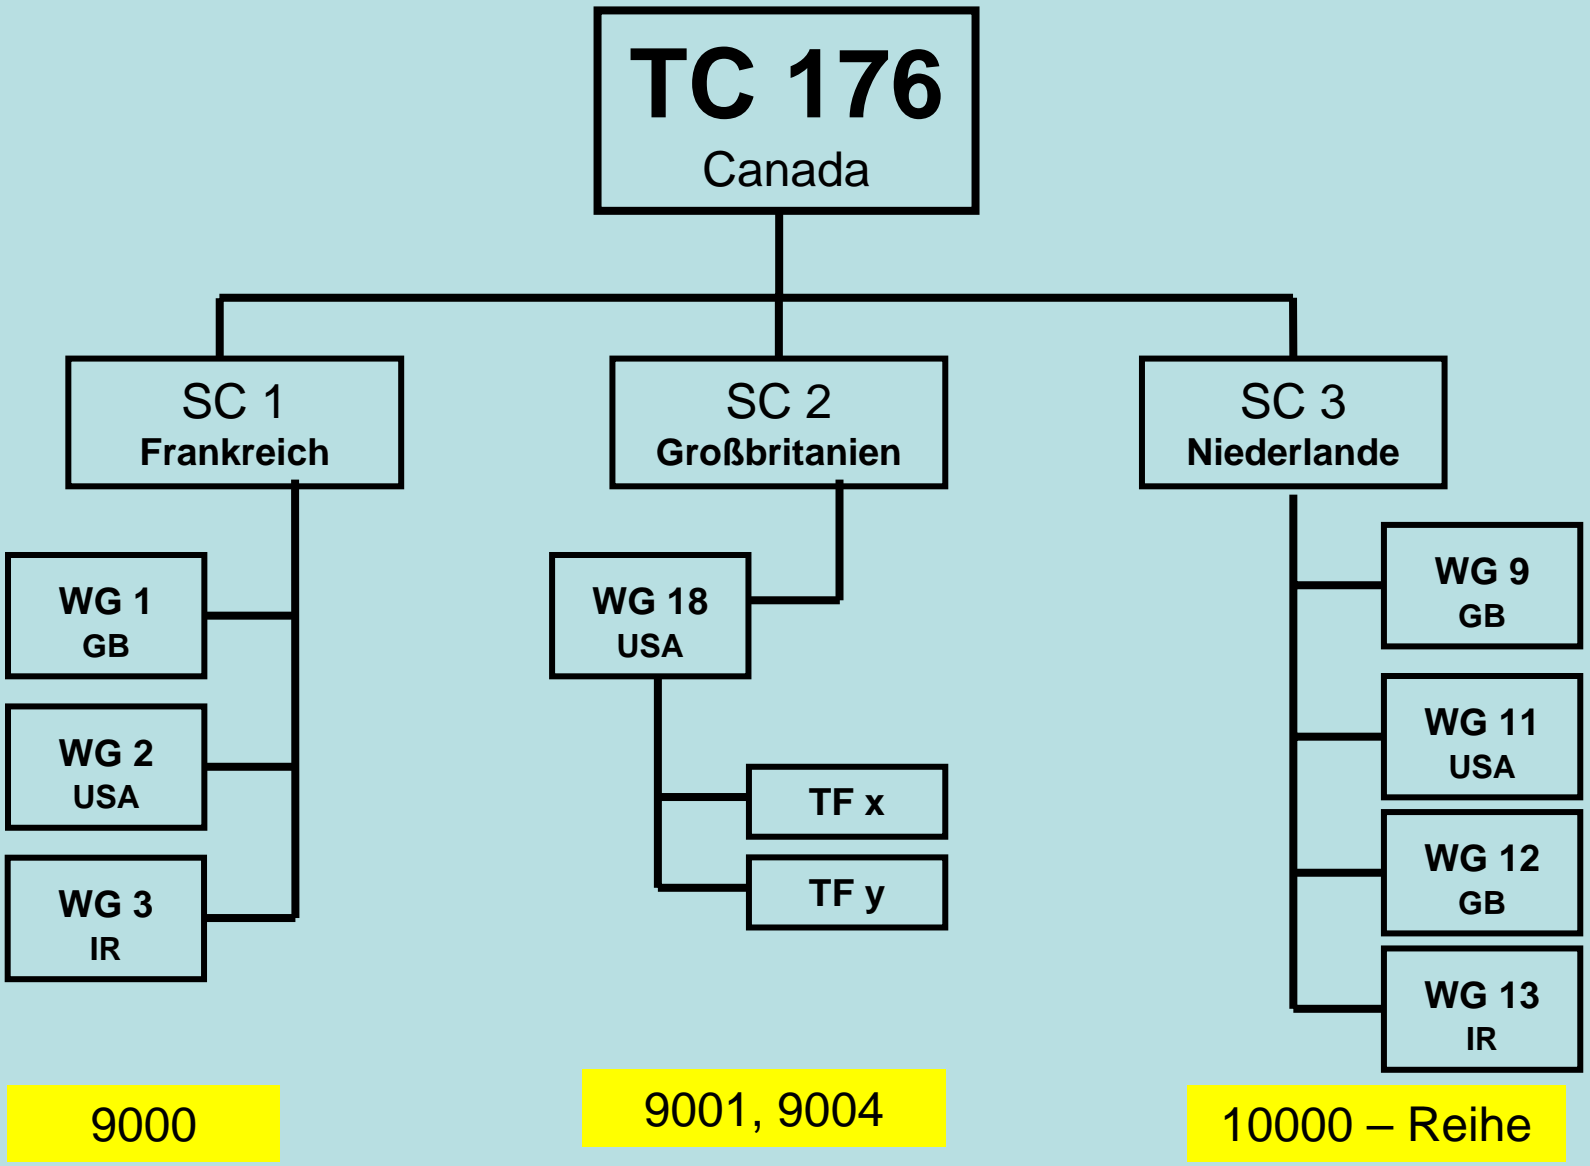 TC 176
Canada
SC 1
Frankreich
WG 1
GB
WG 2
USA
WG 3
IR
SC 2
Großbritanien
WG 18
USA
TF x
TF y
SC 3
Niederlande
WG 9
GB
WG 11
USA
WG 12
GB
WG 13
IR
9000
9001, 9004
10000 – Reihe